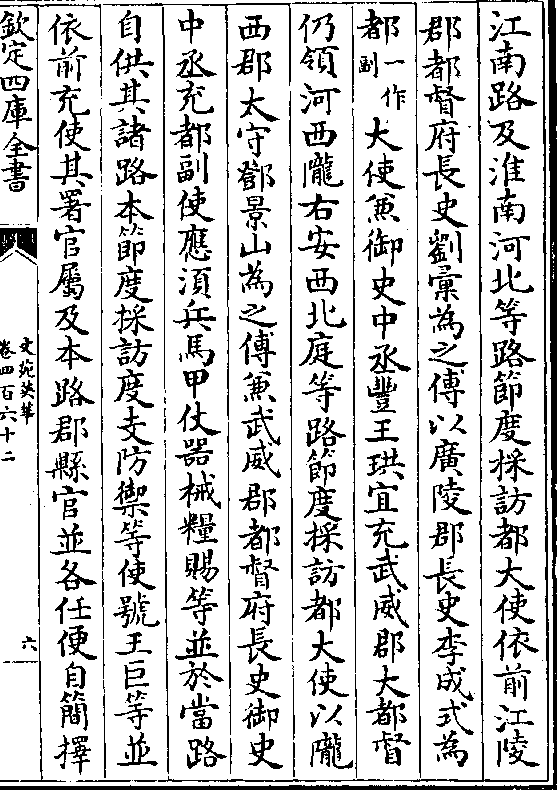 江南路及淮南河北等路節度採訪都大使依前江陵
郡都督府長史劉彚為之傅以廣陵郡長史李成式為
都一作副大使兼御史中丞豐王珙宜充武威郡大都督
仍領河西隴右安西北庭等路節度採訪都大使以隴
西郡太守鄧景山為之傅兼武威郡都督府長史御史
中丞充都副使應湏兵馬甲仗器械糧賜等並於當路
自供其諸路本節度採訪度支防禦等使號王巨等並
依前充使其署官屬及本路郡縣官並各任便自簡擇
欽定四庫全書
文苑英華
卷四百六十二
六